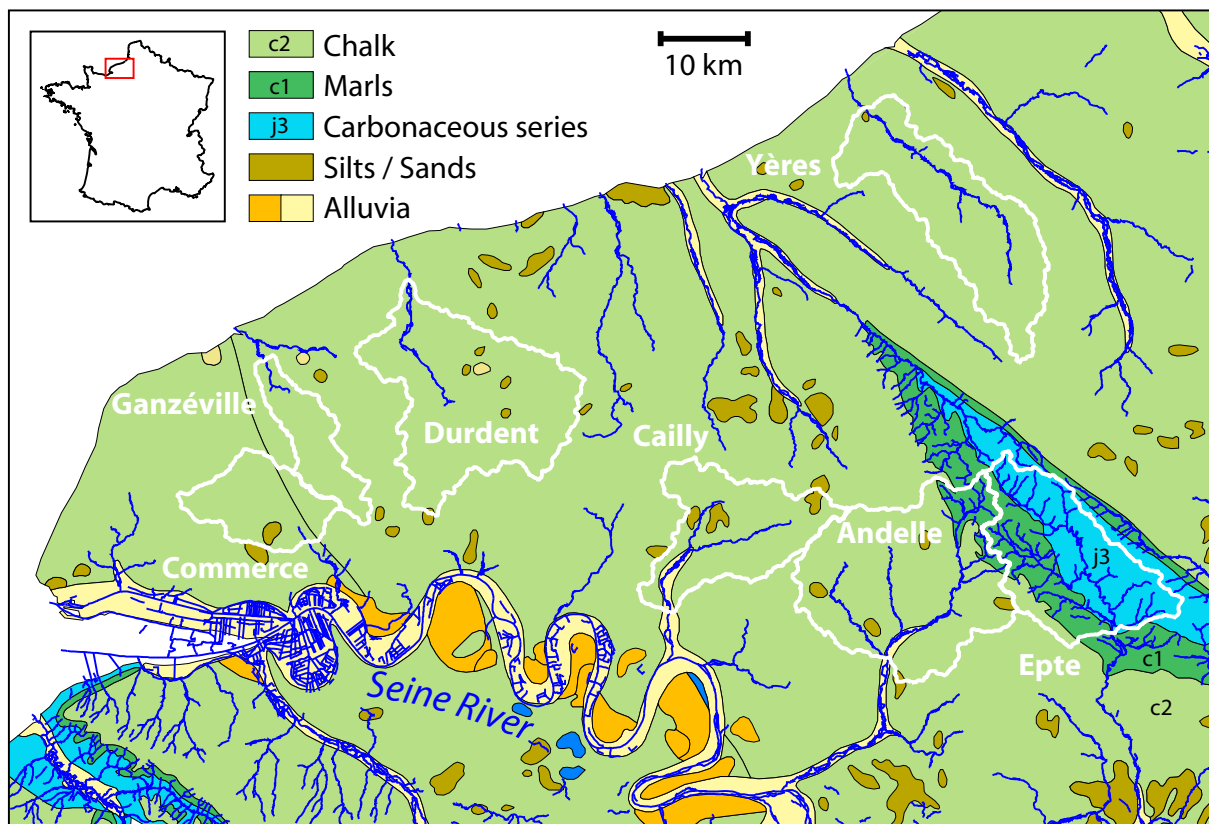 c2 Chalk
c1 Marls
j3 Carbonaceous series
Silts / Sands
Alluvia
10 km
Yères
Ganzéville
Durdent
Cailly
Andelle
Commerce
j3
Epte
c1
c2
Seine River